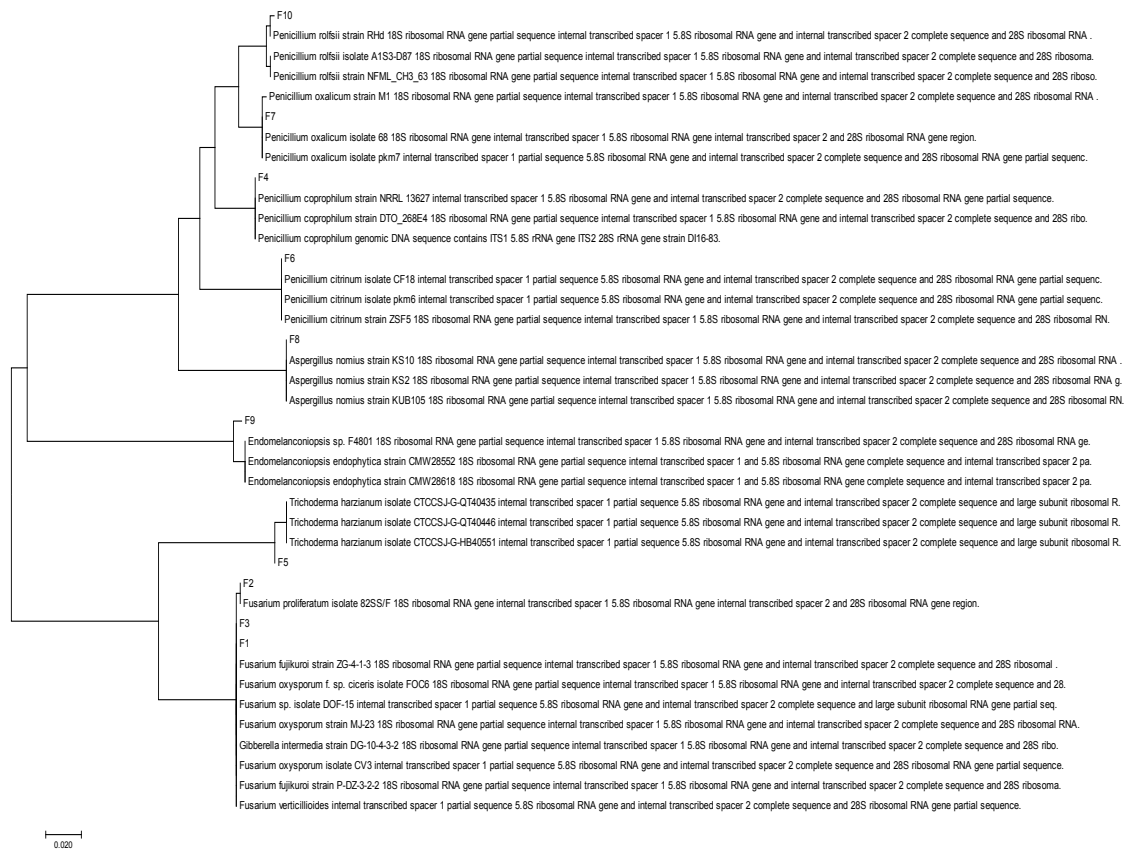 F10
Penicillium rolfsii strain RHd 18S ribosomal RNA gene partial sequence internal transcribed spacer 1 5.8S ribosomal RNA gene and internal transcribed spacer 2 complete sequence and 28S ribosomal RNA .
Penicillium rolfsii isolate A1S3-D87 18S ribosomal RNA gene partial sequence internal transcribed spacer 1 5.8S ribosomal RNA gene and internal transcribed spacer 2 complete sequence and 28S ribosoma.
Penicillium rolfsii strain NFML_CH3_63 18S ribosomal RNA gene partial sequence internal transcribed spacer 1 5.8S ribosomal RNA gene and internal transcribed spacer 2 complete sequence and 28S riboso.
Penicillium oxalicum strain M1 18S ribosomal RNA gene partial sequence internal transcribed spacer 1 5.8S ribosomal RNA gene and internal transcribed spacer 2 complete sequence and 28S ribosomal RNA .
F7
Penicillium oxalicum isolate 68 18S ribosomal RNA gene internal transcribed spacer 1 5.8S ribosomal RNA gene internal transcribed spacer 2 and 28S ribosomal RNA gene region.
Penicillium oxalicum isolate pkm7 internal transcribed spacer 1 partial sequence 5.8S ribosomal RNA gene and internal transcribed spacer 2 complete sequence and 28S ribosomal RNA gene partial sequenc.
F4
Penicillium coprophilum strain NRRL 13627 internal transcribed spacer 1 5.8S ribosomal RNA gene and internal transcribed spacer 2 complete sequence and 28S ribosomal RNA gene partial sequence.
Penicillium coprophilum strain DTO_268E4 18S ribosomal RNA gene partial sequence internal transcribed spacer 1 5.8S ribosomal RNA gene and internal transcribed spacer 2 complete sequence and 28S ribo.
Penicillium coprophilum genomic DNA sequence contains ITS1 5.8S rRNA gene ITS2 28S rRNA gene strain DI16-83.
F6
Penicillium citrinum isolate CF18 internal transcribed spacer 1 partial sequence 5.8S ribosomal RNA gene and internal transcribed spacer 2 complete sequence and 28S ribosomal RNA gene partial sequenc.
Penicillium citrinum isolate pkm6 internal transcribed spacer 1 partial sequence 5.8S ribosomal RNA gene and internal transcribed spacer 2 complete sequence and 28S ribosomal RNA gene partial sequenc.
Penicillium citrinum strain ZSF5 18S ribosomal RNA gene partial sequence internal transcribed spacer 1 5.8S ribosomal RNA gene and internal transcribed spacer 2 complete sequence and 28S ribosomal RN.
F8
Aspergillus nomius strain KS10 18S ribosomal RNA gene partial sequence internal transcribed spacer 1 5.8S ribosomal RNA gene and internal transcribed spacer 2 complete sequence and 28S ribosomal RNA .
Aspergillus nomius strain KS2 18S ribosomal RNA gene partial sequence internal transcribed spacer 1 5.8S ribosomal RNA gene and internal transcribed spacer 2 complete sequence and 28S ribosomal RNA g.
Aspergillus nomius strain KUB105 18S ribosomal RNA gene partial sequence internal transcribed spacer 1 5.8S ribosomal RNA gene and internal transcribed spacer 2 complete sequence and 28S ribosomal RN.
F9
Endomelanconiopsis sp. F4801 18S ribosomal RNA gene partial sequence internal transcribed spacer 1 5.8S ribosomal RNA gene and internal transcribed spacer 2 complete sequence and 28S ribosomal RNA ge.
Endomelanconiopsis endophytica strain CMW28552 18S ribosomal RNA gene partial sequence internal transcribed spacer 1 and 5.8S ribosomal RNA gene complete sequence and internal transcribed spacer 2 pa.
Endomelanconiopsis endophytica strain CMW28618 18S ribosomal RNA gene partial sequence internal transcribed spacer 1 and 5.8S ribosomal RNA gene complete sequence and internal transcribed spacer 2 pa.
Trichoderma harzianum isolate CTCCSJ-G-QT40435 internal transcribed spacer 1 partial sequence 5.8S ribosomal RNA gene and internal transcribed spacer 2 complete sequence and large subunit ribosomal R.
Trichoderma harzianum isolate CTCCSJ-G-QT40446 internal transcribed spacer 1 partial sequence 5.8S ribosomal RNA gene and internal transcribed spacer 2 complete sequence and large subunit ribosomal R.
Trichoderma harzianum isolate CTCCSJ-G-HB40551 internal transcribed spacer 1 partial sequence 5.8S ribosomal RNA gene and internal transcribed spacer 2 complete sequence and large subunit ribosomal R.
F5
F2
Fusarium proliferatum isolate 82SS/F 18S ribosomal RNA gene internal transcribed spacer 1 5.8S ribosomal RNA gene internal transcribed spacer 2 and 28S ribosomal RNA gene region.
F3
F1
Fusarium fujikuroi strain ZG-4-1-3 18S ribosomal RNA gene partial sequence internal transcribed spacer 1 5.8S ribosomal RNA gene and internal transcribed spacer 2 complete sequence and 28S ribosomal .
Fusarium oxysporum f. sp. ciceris isolate FOC6 18S ribosomal RNA gene partial sequence internal transcribed spacer 1 5.8S ribosomal RNA gene and internal transcribed spacer 2 complete sequence and 28.
Fusarium sp. isolate DOF-15 internal transcribed spacer 1 partial sequence 5.8S ribosomal RNA gene and internal transcribed spacer 2 complete sequence and large subunit ribosomal RNA gene partial seq.
Fusarium oxysporum strain MJ-23 18S ribosomal RNA gene partial sequence internal transcribed spacer 1 5.8S ribosomal RNA gene and internal transcribed spacer 2 complete sequence and 28S ribosomal RNA.
Gibberella intermedia strain DG-10-4-3-2 18S ribosomal RNA gene partial sequence internal transcribed spacer 1 5.8S ribosomal RNA gene and internal transcribed spacer 2 complete sequence and 28S ribo.
Fusarium oxysporum isolate CV3 internal transcribed spacer 1 partial sequence 5.8S ribosomal RNA gene and internal transcribed spacer 2 complete sequence and 28S ribosomal RNA gene partial sequence.
Fusarium fujikuroi strain P-DZ-3-2-2 18S ribosomal RNA gene partial sequence internal transcribed spacer 1 5.8S ribosomal RNA gene and internal transcribed spacer 2 complete sequence and 28S ribosoma.
Fusarium verticillioides internal transcribed spacer 1 partial sequence 5.8S ribosomal RNA gene and internal transcribed spacer 2 complete sequence and 28S ribosomal RNA gene partial sequence.
0.020